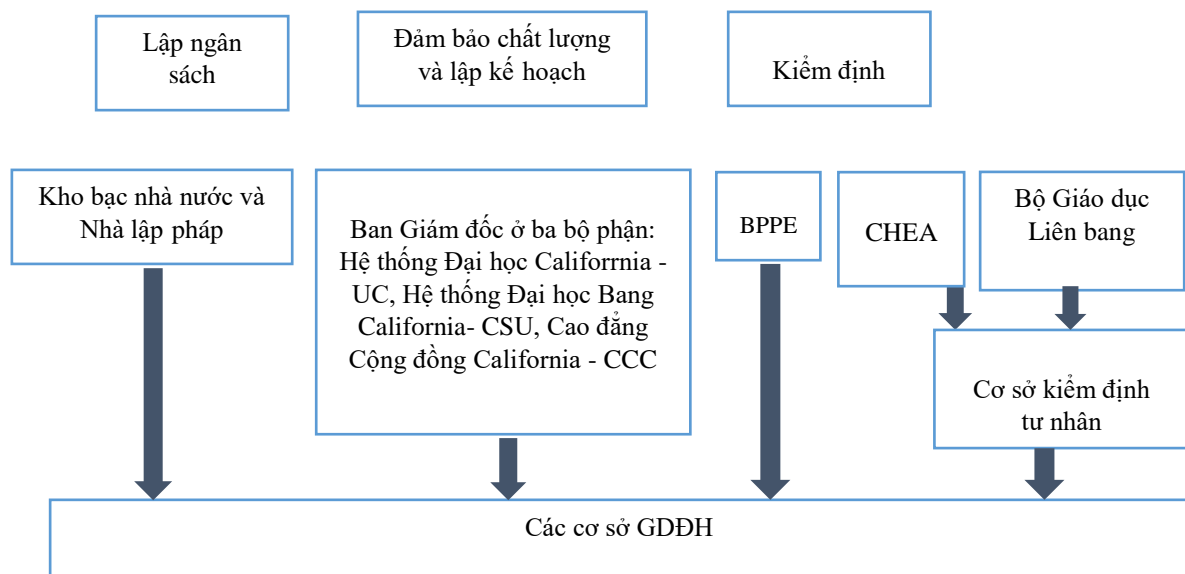 Lập ngân
sách
Đảm bảo chất lượng
và lập kế hoạch
Kiểm định
Kho bạc nhà nước và
Nhà lập pháp
Ban Giám đốc ở ba bộ phận:
Hệ thống Đại học Califorrnia -
UC, Hệ thống Đại học Bang
California- CSU, Cao đẳng
Cộng đồng California - CCC
BPPE
CHEA
Bộ Giáo dục
Liên bang
Cơ sở kiểm định
tư nhân
Các cơ sở GDĐH